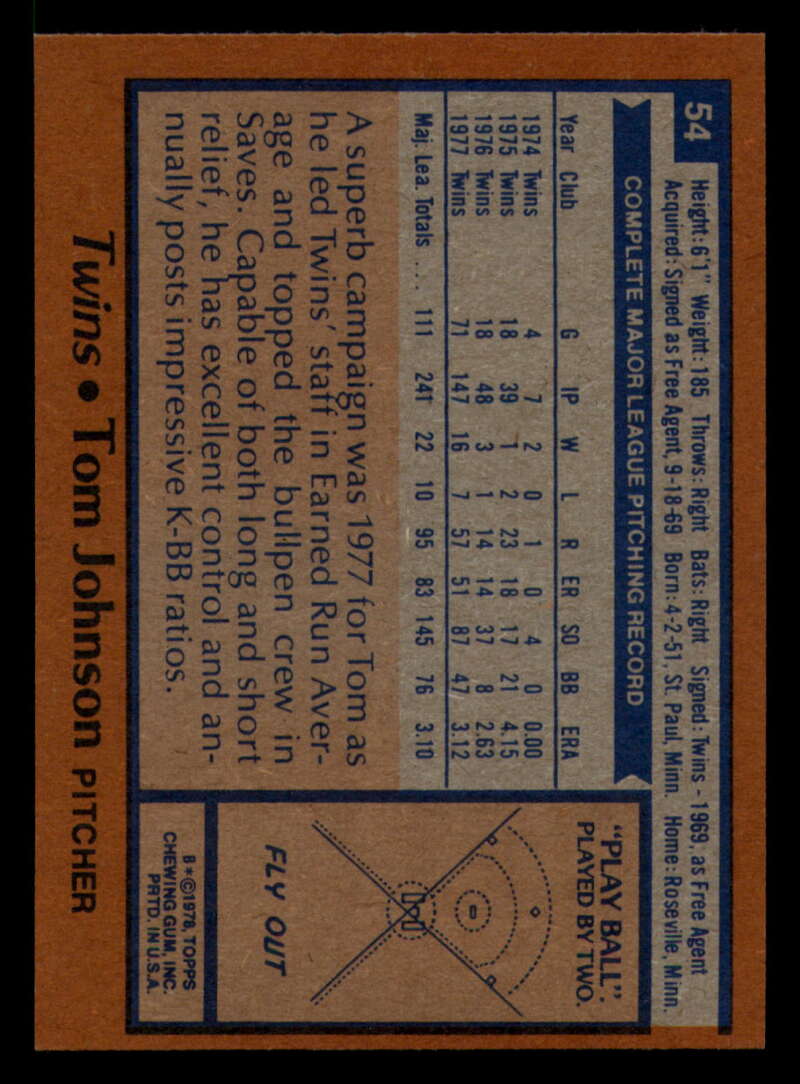 54
Height: 6'1" Weight: 185 Throws: Right Bats: Right Signed: Twins - 1969, as Free Agent
Acquired: Signed as Free Agent, 9-18-69 Born: 4-2-51, St. Paul, Minn. Home: Roseville, Minn.
COMPLETE MAJOR LEAGUE PITCHING RECORD
Year Club G IP W L R ER SO BB ERA
1974 Twins 4 7 2 0 1 0 4 0 0.00
1975 Twins 18 39 1 2 23 18 17 21 4.15
1976 Twins 18 48 3 1 14 14 37 8 2.63
1977 Twins 71 147 16 7 57 51 87 47 3.12
Maj. Lea. Totals ... 111 241 22 10 95 83 145 76 3.10
A superb campaign was 1977 for Tom as
he led Twins' staff in Earned Run Aver-
age and topped the bullpen crew in
Saves. Capable of both long and short
relief, he has excellent control and an-
nually posts impressive K-BB ratios.
"PLAY BALL".
PLAYED BY TWO.
FLY OUT
B*©1978, TOPPS
CHEWING GUM, INC.
PRTD. IN U.S.A.
Twins • Tom Johnson PITCHER